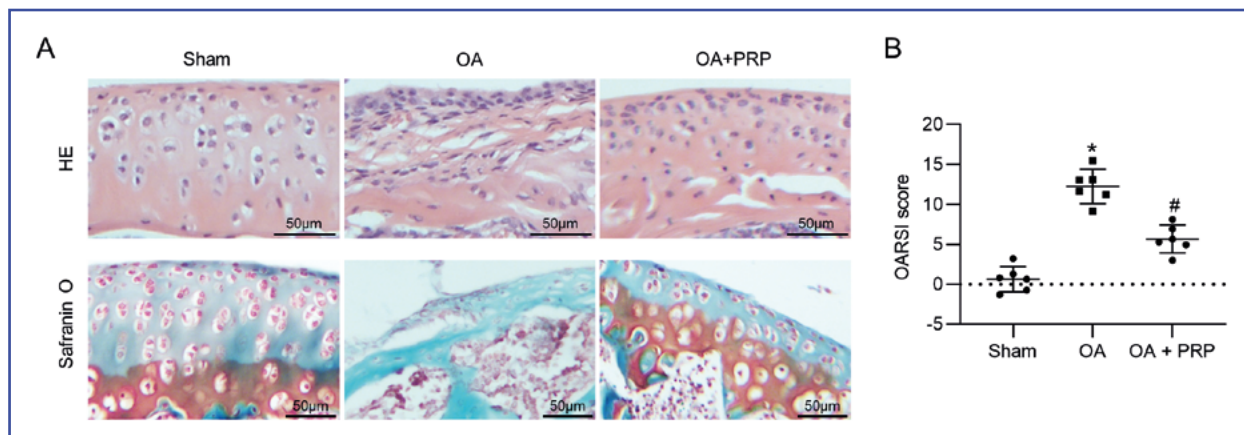 A
Sham
OA
OA+PRP
HE
50µm
50µm
50µm
Safranin O
50µm
50µm
50µm
B
OARSI score
20
15
10
5
0
-5
*
#
Sham
OA
OA + PRP